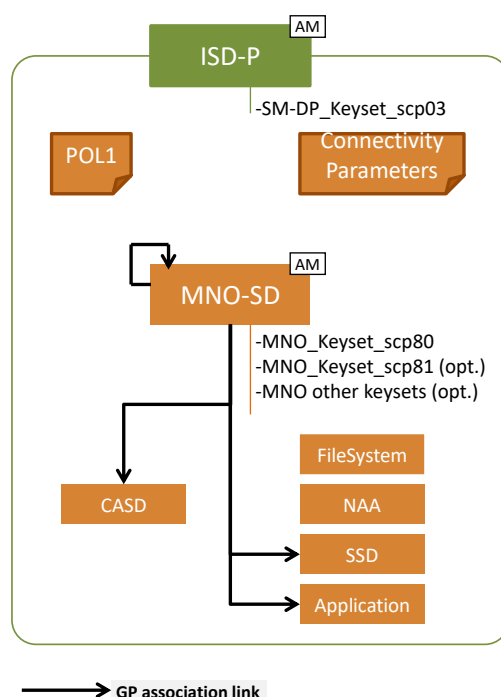 AM
ISD-P
-SM-DP_Keyset_scp03
POL1
Connectivity
Parameters
AM
MNO-SD
-MNO_Keyset_scp80
-MNO_Keyset_scp81 (opt.)
-MNO other keysets (opt.)
FileSystem
CASD
NAA
SSD
Application
GP association link